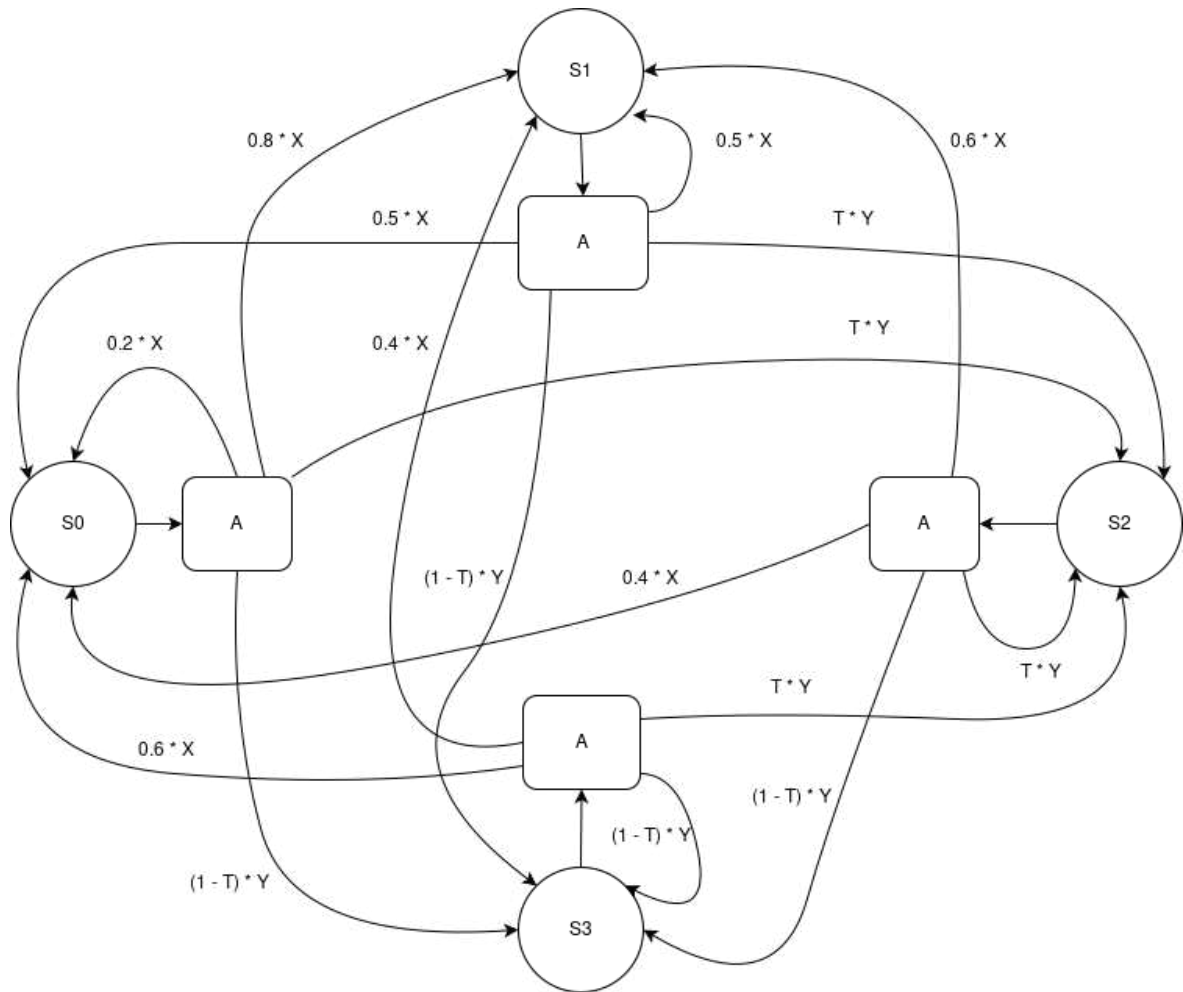 S1
0.8 * X
0.5 * X
0.6 * X
0.5 * X
T * Y
A
T * Y
0.2 * X
0.4 * X
S0
A
A
S2
(1 - T) * Y
0.4 * X
T * Y
T * Y
0.6 * X
A
(1 - T) * Y
(1 - T) * Y
(1 - T) * Y
S3